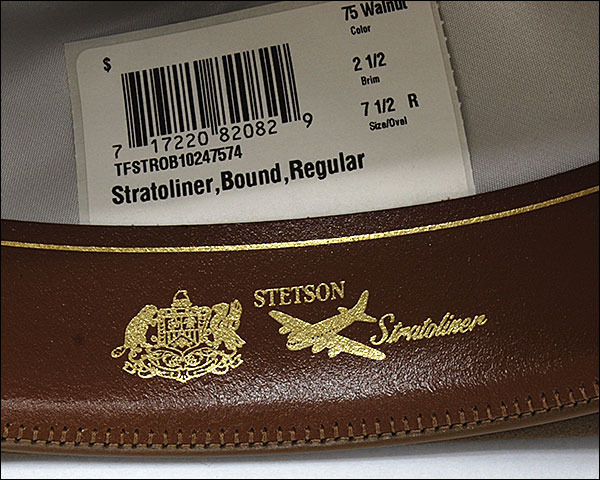 75 Walnut
Color
$
2 1/2
Brim
7 1/2 R
Size/Oval
7 17220 82082 9
TFSTROB10247574
Stratoliner,Bound,Regular
STETSON
Stratoliner